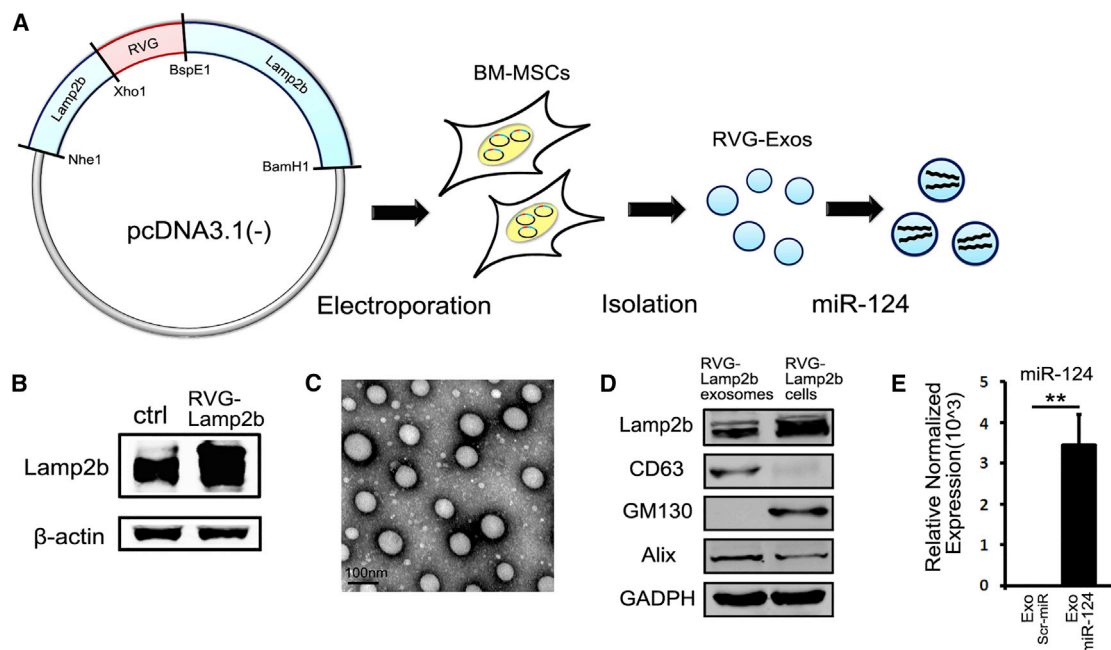 A
RVG
Lamp2b
Lamp2b
BspE1
Xho1
Nhe1
BamH1
pcDNA3.1(-)
BM-MSCs
RVG-Exos
Electroporation
Isolation
miR-124
B
ctrl
RVG-
Lamp2b
Lamp2b
β-actin
C
100nm
D
RVG-
Lamp2b
exosomes
RVG-
Lamp2b
cells
Lamp2b
CD63
GM130
Alix
GADPH
E
miR-124
**
Relative Normalized
Expression(10^3)
5
4
3
2
1
0
Exo
Scr-miR
Exo
miR-124